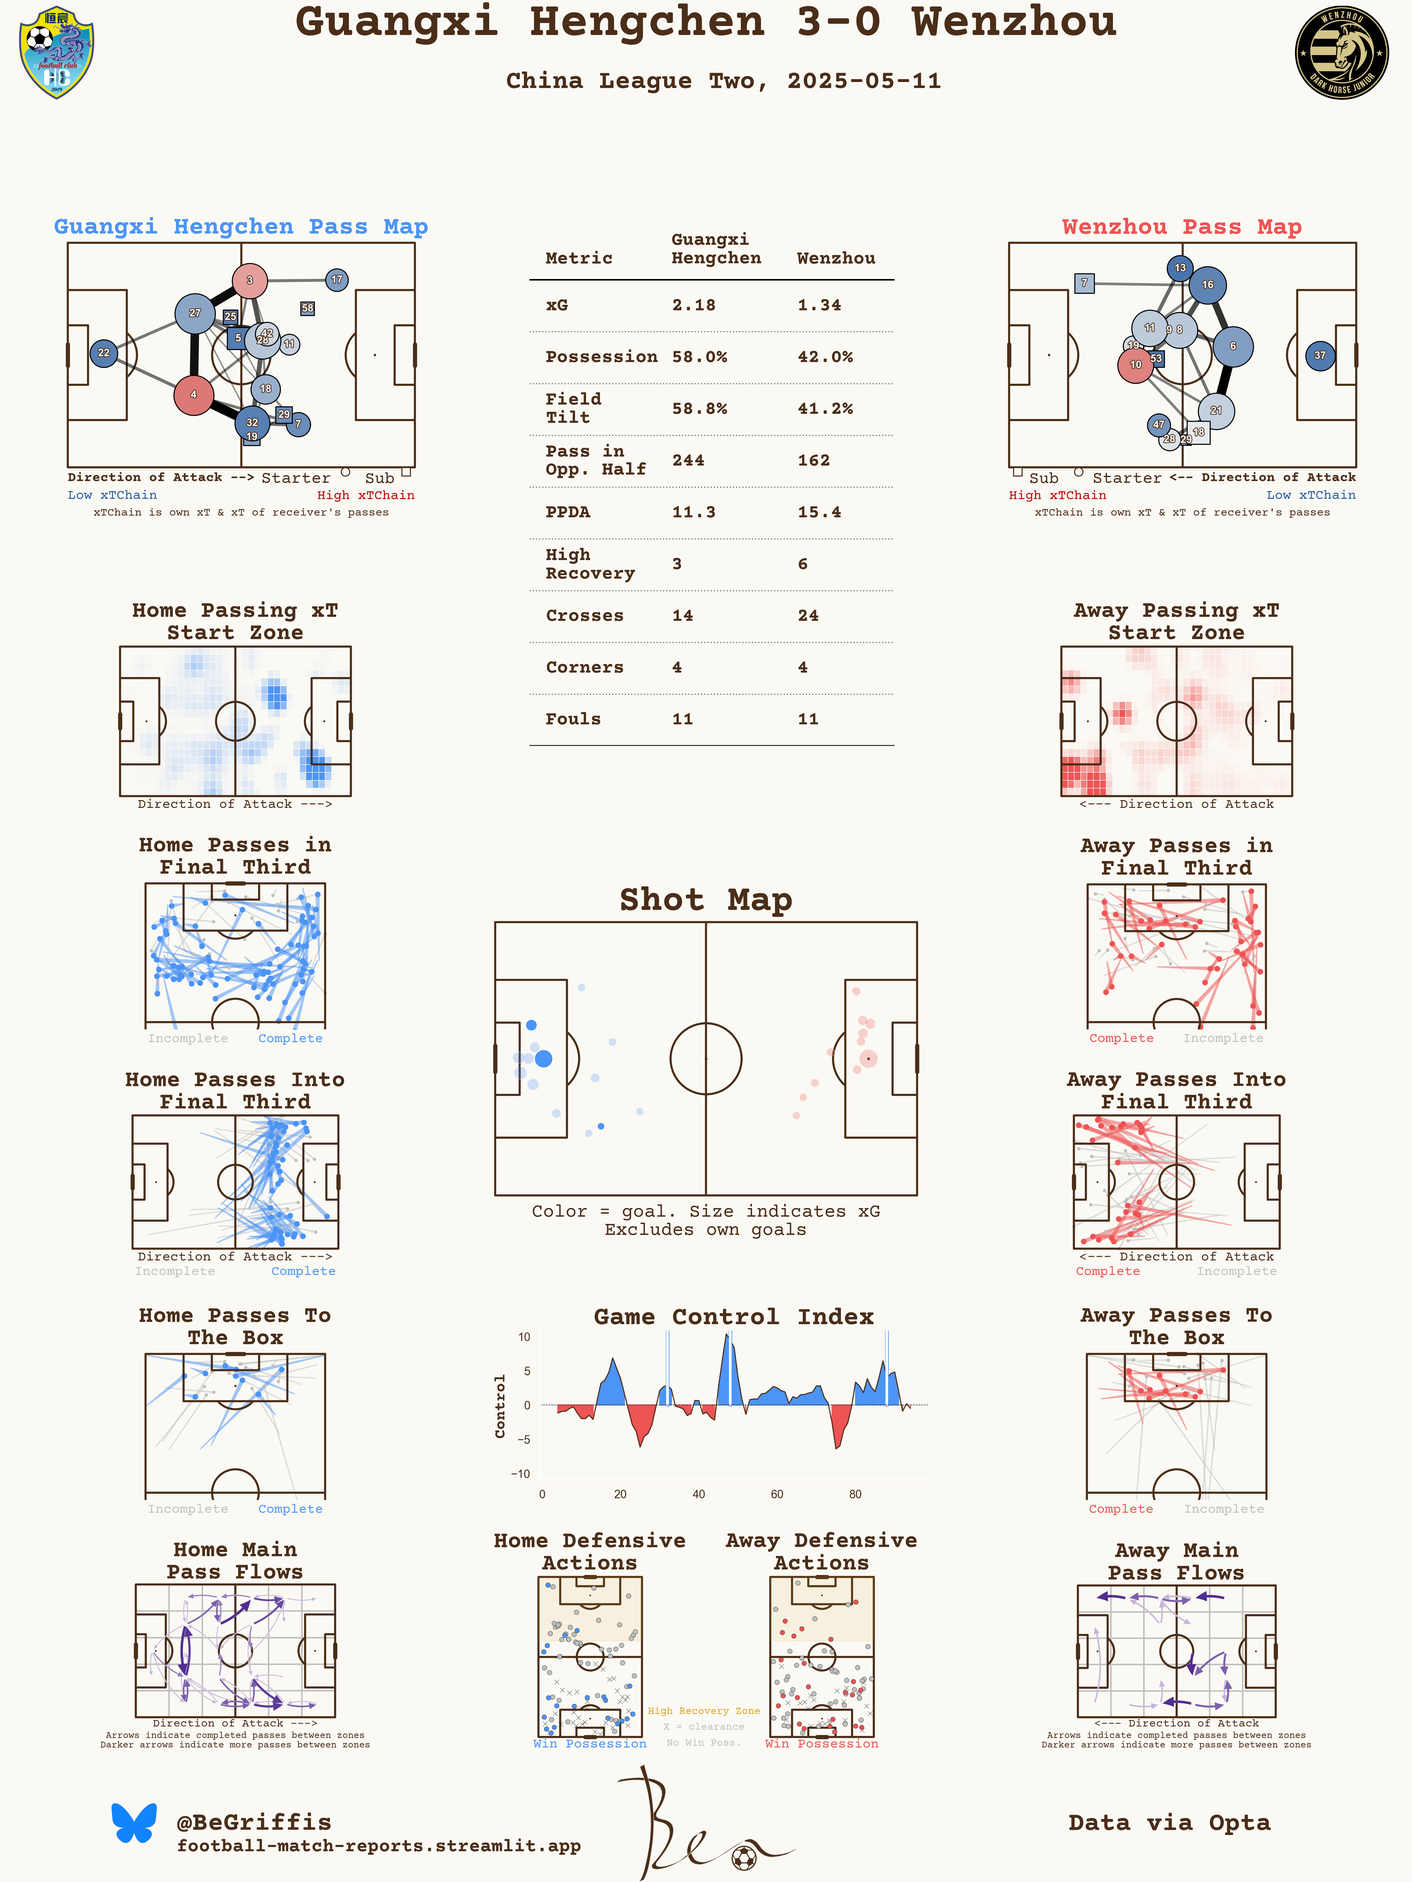 Guangxi Hengchen 3-0 Wenzhou
China League Two, 2025-05-11
恒宸
football club
HC
2019
WENZHOU
DARK HORSE JUNIOR
Guangxi Hengchen Pass Map
3
17
27
58
25
5
42
28
11
22
18
4
32
29
7
19
Direction of Attack --> Starter Sub
Low xTChain High xTChain
xTChain is own xT & xT of receiver's passes
Metric Guangxi Hengchen Wenzhou
xG 2.18 1.34
Possession 58.0% 42.0%
Field Tilt 58.8% 41.2%
Pass in Opp. Half 244 162
PPDA 11.3 15.4
High Recovery 3 6
Crosses 14 24
Corners 4 4
Fouls 11 11
Wenzhou Pass Map
13
7
16
11
9
8
19
53
6
37
10
21
47
18
28
29
Sub Starter <-- Direction of Attack
High xTChain Low xTChain
xTChain is own xT & xT of receiver's passes
Home Passing xT
Start Zone
Direction of Attack --->
Away Passing xT
Start Zone
<--- Direction of Attack
Home Passes in
Final Third
Incomplete Complete
Away Passes in
Final Third
Complete Incomplete
Shot Map
Color = goal. Size indicates xG
Excludes own goals
Home Passes Into
Final Third
Direction of Attack --->
Incomplete Complete
Away Passes Into
Final Third
<--- Direction of Attack
Complete Incomplete
Home Passes To
The Box
Incomplete Complete
Game Control Index
Control
10
5
0
−5
−10
0 20 40 60 80
Away Passes To
The Box
Complete Incomplete
Home Main
Pass Flows
Direction of Attack --->
Arrows indicate completed passes between zones
Darker arrows indicate more passes between zones
Home Defensive
Actions
Win Possession
Away Defensive
Actions
Win Possession
High Recovery Zone
X = clearance
No Win Poss.
Away Main
Pass Flows
<--- Direction of Attack
Arrows indicate completed passes between zones
Darker arrows indicate more passes between zones
@BeGriffis
football-match-reports.streamlit.app
Ben
Data via Opta